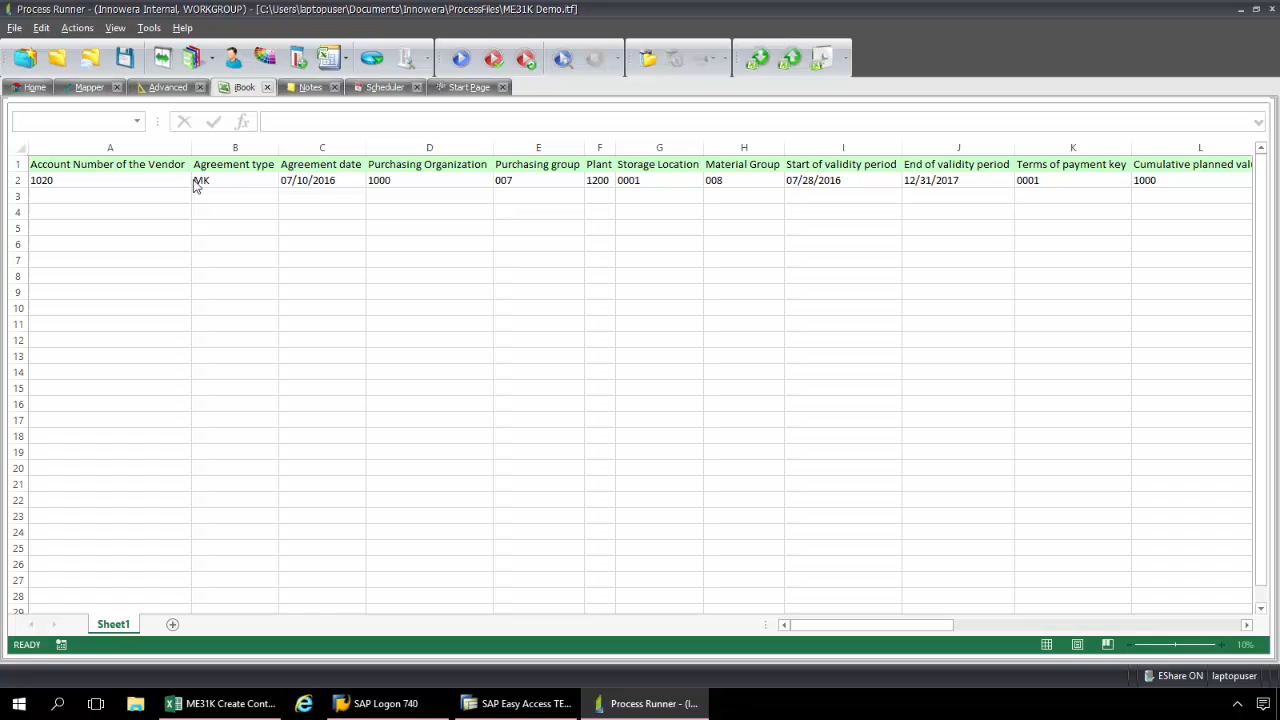 Process Runner - (Innowera Internal, WORKGROUP) - [C:\Users\laptopuser\Documents\Innowera\ProcessFiles\ME31K Demo.itf]
File Edit Actions View Tools Help
Home Mapper Advanced iBook Notes Scheduler Start Page
fx
A B C D E F G H I J K L
1 Account Number of the Vendor Agreement type Agreement date Purchasing Organization Purchasing group Plant Storage Location Material Group Start of validity period End of validity period Terms of payment key Cumulative planned val
2 1020 MK 07/10/2016 1000 007 1200 0001 008 07/28/2016 12/31/2017 0001 1000
3
4
5
6
7
8
9
10
11
12
13
14
15
16
17
18
19
20
21
22
23
24
25
26
27
28
29
Sheet1
READY 10%
EShare ON laptopuser
ME31K Create Cont... SAP Logon 740 SAP Easy Access TE... Process Runner - (I...